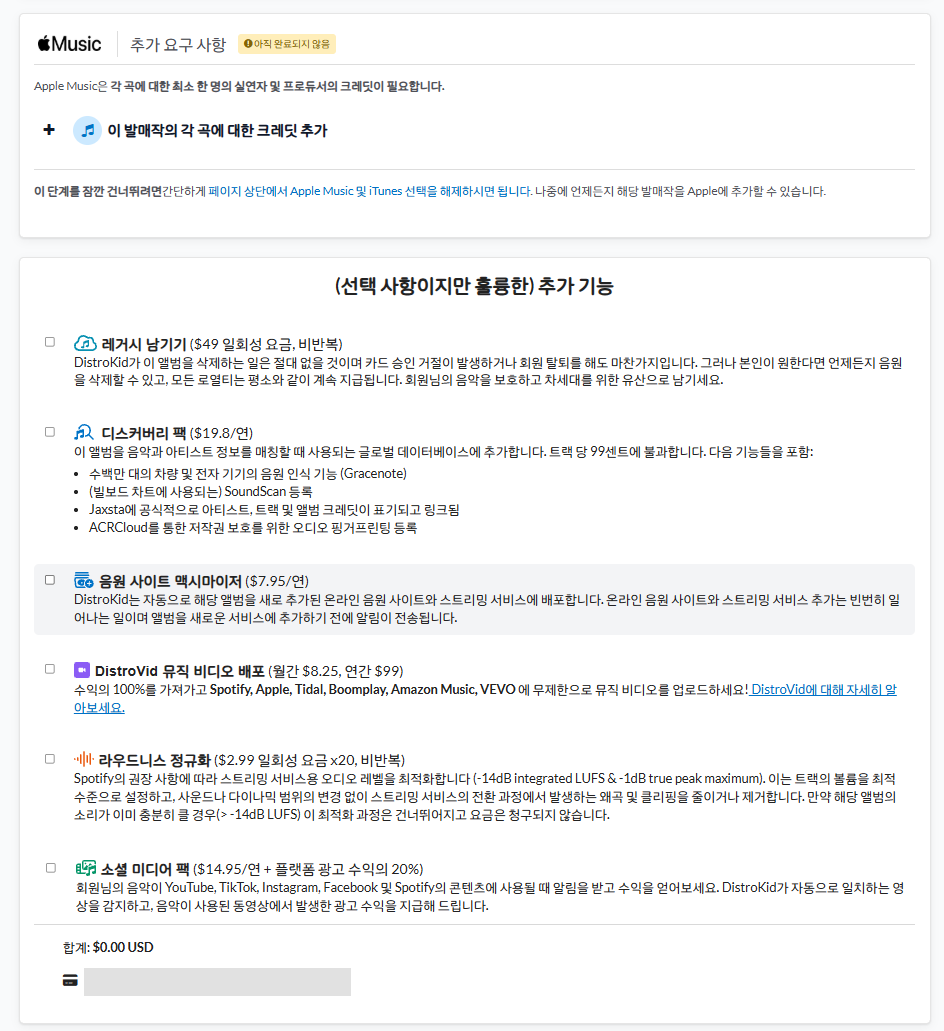 Music 추가 요구 사항 아직 완료되지 않음
Apple Music은 각 곡에 대한 최소 한 명의 실연자 및 프로듀서의 크레딧이 필요합니다.
+ 이 발매작의 각 곡에 대한 크레딧 추가
이 단계를 잠깐 건너뛰려면간단하게 페이지 상단에서 Apple Music 및 iTunes 선택을 해제하시면 됩니다. 나중에 언제든지 해당 발매작을 Apple에 추가할 수 있습니다.
(선택 사항이지만 훌륭한) 추가 기능
레거시 남기기 ($49 일회성 요금, 비반복)
DistroKid가 이 앨범을 삭제하는 일은 절대 없을 것이며 카드 승인 거절이 발생하거나 회원 탈퇴를 해도 마찬가지입니다. 그러나 본인이 원한다면 언제든지 음원
을 삭제할 수 있고, 모든 로열티는 평소와 같이 계속 지급됩니다. 회원님의 음악을 보호하고 차세대를 위한 유산으로 남기세요.
디스커버리 팩 ($19.8/연)
이 앨범을 음악과 아티스트 정보를 매칭할 때 사용되는 글로벌 데이터베이스에 추가합니다. 트랙 당 99센트에 불과합니다. 다음 기능들을 포함:
• 수백만 대의 차량 및 전자 기기의 음원 인식 기능 (Gracenote)
• (빌보드 차트에 사용되는) SoundScan 등록
• Jaxsta에 공식적으로 아티스트, 트랙 및 앨범 크레딧이 표기되고 링크됨
• ACRCloud를 통한 저작권 보호를 위한 오디오 핑거프린팅 등록
음원 사이트 맥시마이저 ($7.95/연)
DistroKid는 자동으로 해당 앨범을 새로 추가된 온라인 음원 사이트와 스트리밍 서비스에 배포합니다. 온라인 음원 사이트와 스트리밍 서비스 추가는 빈번히 일
어나는 일이며 앨범을 새로운 서비스에 추가하기 전에 알림이 전송됩니다.
DistroVid 뮤직 비디오 배포 (월간 $8.25, 연간 $99)
수익의 100%를 가져가고 Spotify, Apple, Tidal, Boomplay, Amazon Music, VEVO 에 무제한으로 뮤직 비디오를 업로드하세요! DistroVid에 대해 자세히 알
아보세요.
라우드니스 정규화 ($2.99 일회성 요금 x20, 비반복)
Spotify의 권장 사항에 따라 스트리밍 서비스용 오디오 레벨을 최적화합니다 (-14dB integrated LUFS & -1dB true peak maximum). 이는 트랙의 볼륨을 최적
수준으로 설정하고, 사운드나 다이나믹 범위의 변경 없이 스트리밍 서비스의 전환 과정에서 발생하는 왜곡 및 클리핑을 줄이거나 제거합니다. 만약 해당 앨범의
소리가 이미 충분히 클 경우(> -14dB LUFS) 이 최적화 과정은 건너뛰어지고 요금은 청구되지 않습니다.
소셜 미디어 팩 ($14.95/연 + 플랫폼 광고 수익의 20%)
회원님의 음악이 YouTube, TikTok, Instagram, Facebook 및 Spotify의 콘텐츠에 사용될 때 알림을 받고 수익을 얻어보세요. DistroKid가 자동으로 일치하는 영
상을 감지하고, 음악이 사용된 동영상에서 발생한 광고 수익을 지급해 드립니다.
합계: $0.00 USD